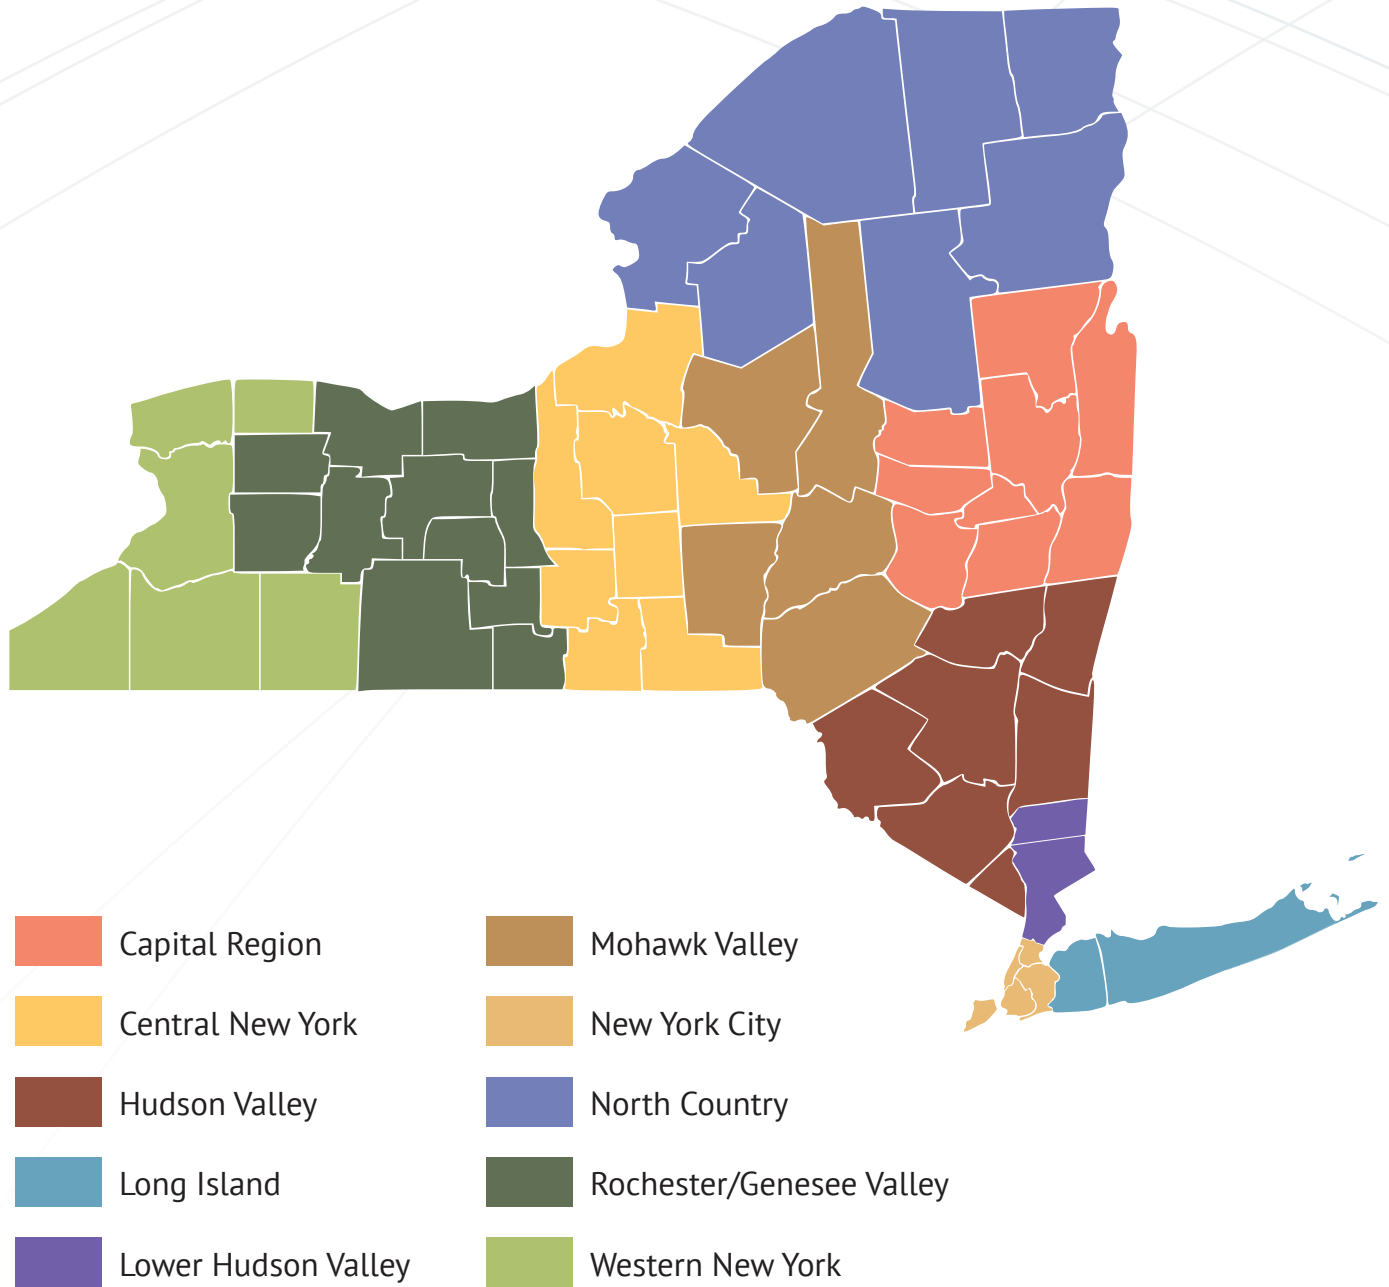 Capital Region
Central New York
Hudson Valley
Long Island
Lower Hudson Valley
Mohawk Valley
New York City
North Country
Rochester/Genesee Valley
Western New York